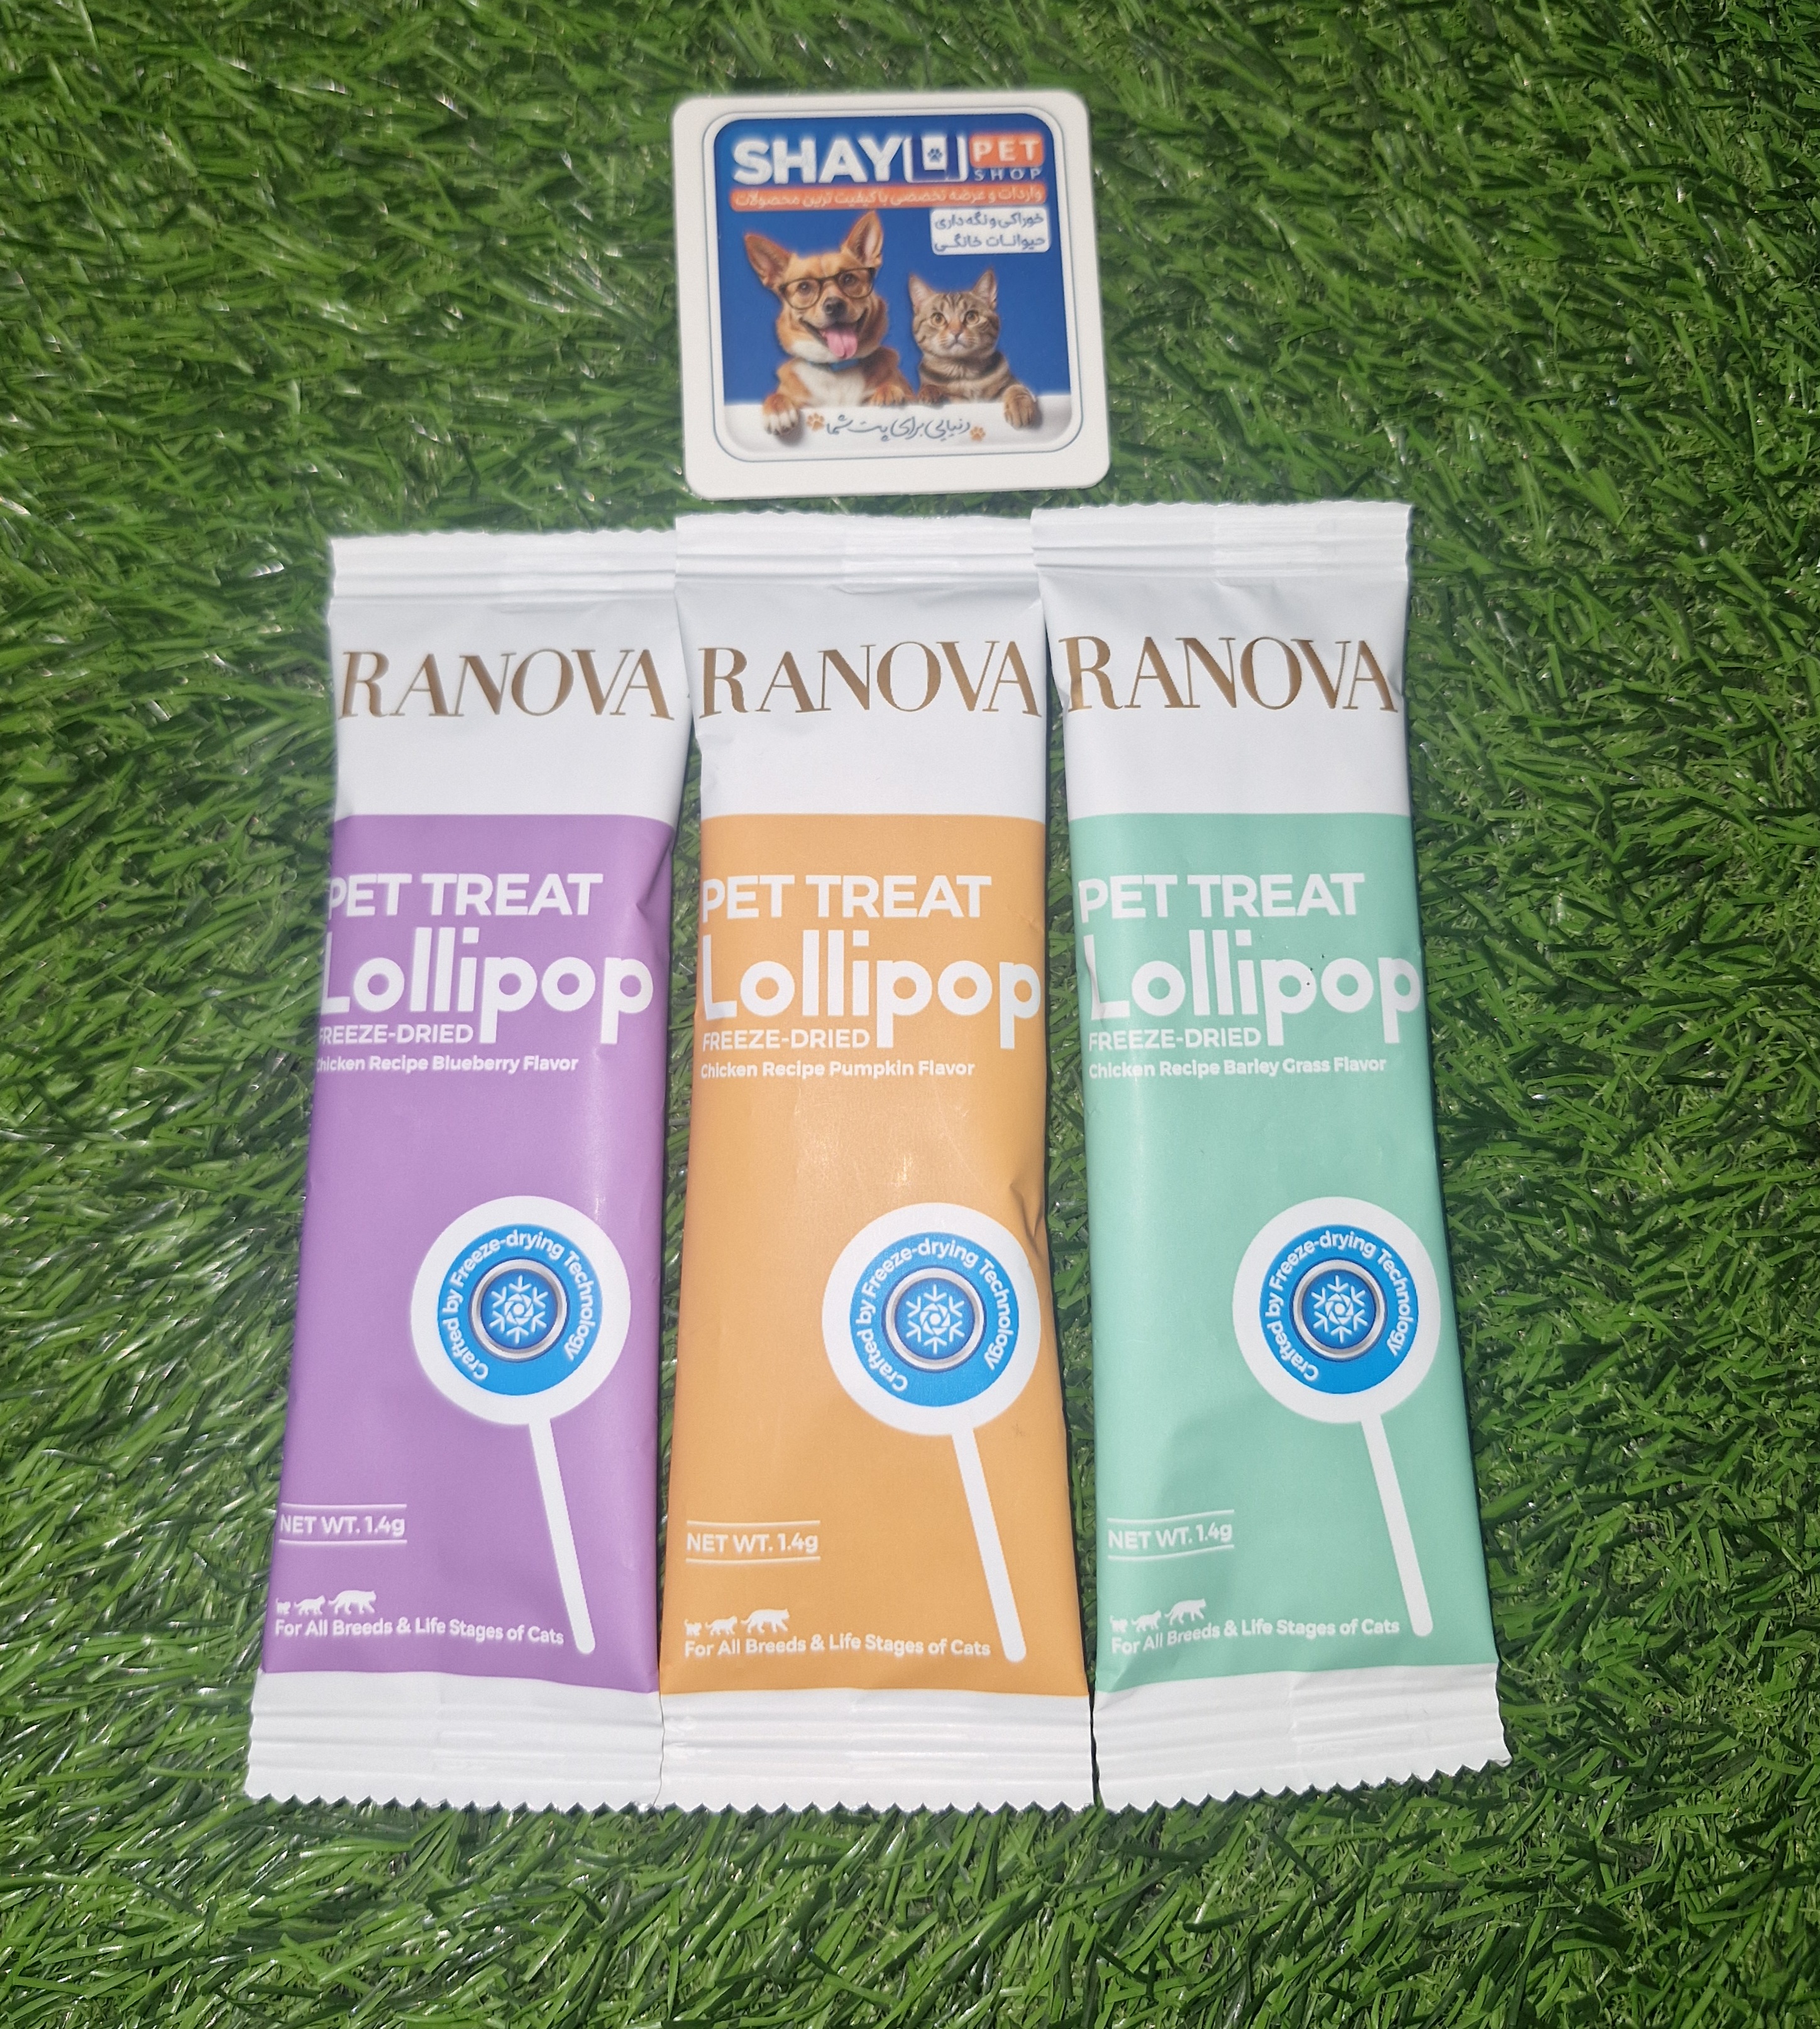 SHAYLI PET
SHOP
واردات و عرضه تخصصی با کیفیت ترین محصولات
خوراکی و نگه داری
حیوانات خانگی
دنیایی برای پت شما
RANOVA
PET TREAT
Lollipop
FREEZE-DRIED
Chicken Recipe Blueberry Flavor
Crafted by Freeze-drying Technology
NET WT. 1.4g
For All Breeds & Life Stages of Cats
RANOVA
PET TREAT
Lollipop
FREEZE-DRIED
Chicken Recipe Pumpkin Flavor
Crafted by Freeze-drying Technology
NET WT. 1.4g
For All Breeds & Life Stages of Cats
RANOVA
PET TREAT
Lollipop
FREEZE-DRIED
Chicken Recipe Barley Grass Flavor
Crafted by Freeze-drying Technology
NET WT. 1.4g
For All Breeds & Life Stages of Cats